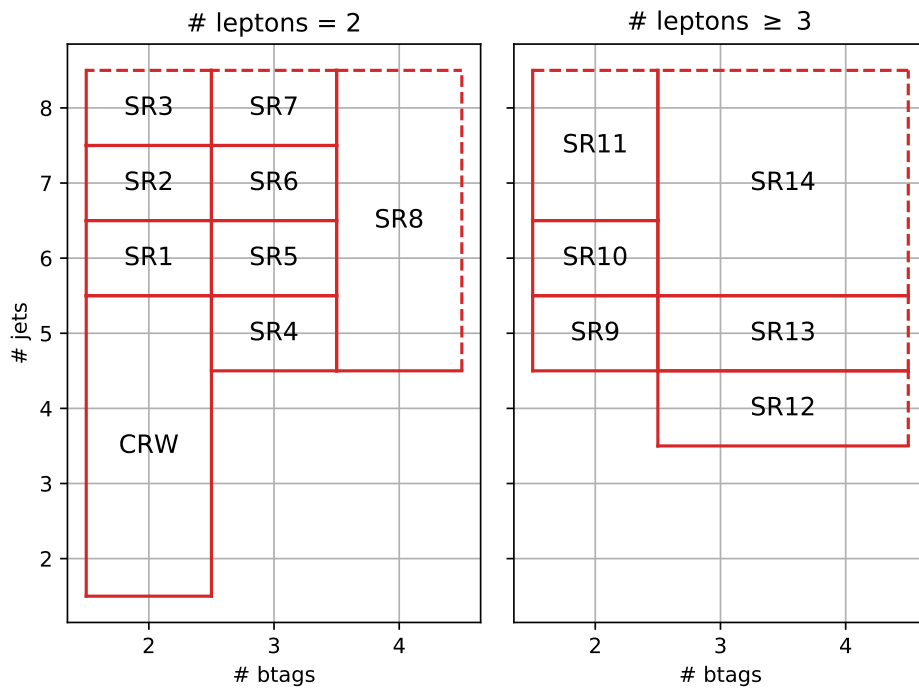 # leptons = 2
# leptons ≥ 3
# jets
8
7
6
5
4
3
2
SR3
SR7
SR2
SR6
SR8
SR1
SR5
SR4
CRW
SR11
SR14
SR10
SR9
SR13
SR12
2
3
4
2
3
4
# btags
# btags